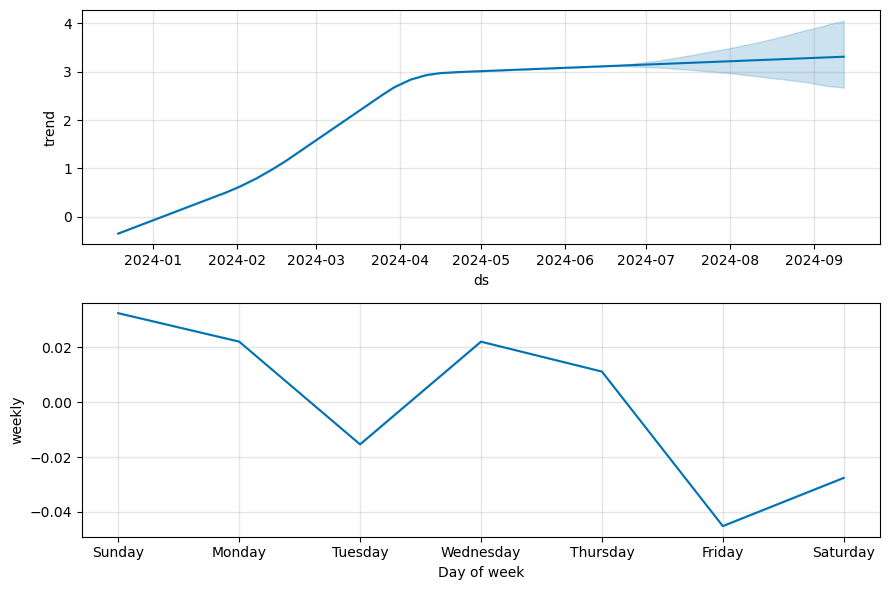 4
3
2
1
0
trend
2024-01 2024-02 2024-03 2024-04 2024-05 2024-06 2024-07 2024-08 2024-09
ds
0.02
0.00
−0.02
−0.04
weekly
Sunday Monday Tuesday Wednesday Thursday Friday Saturday
Day of week